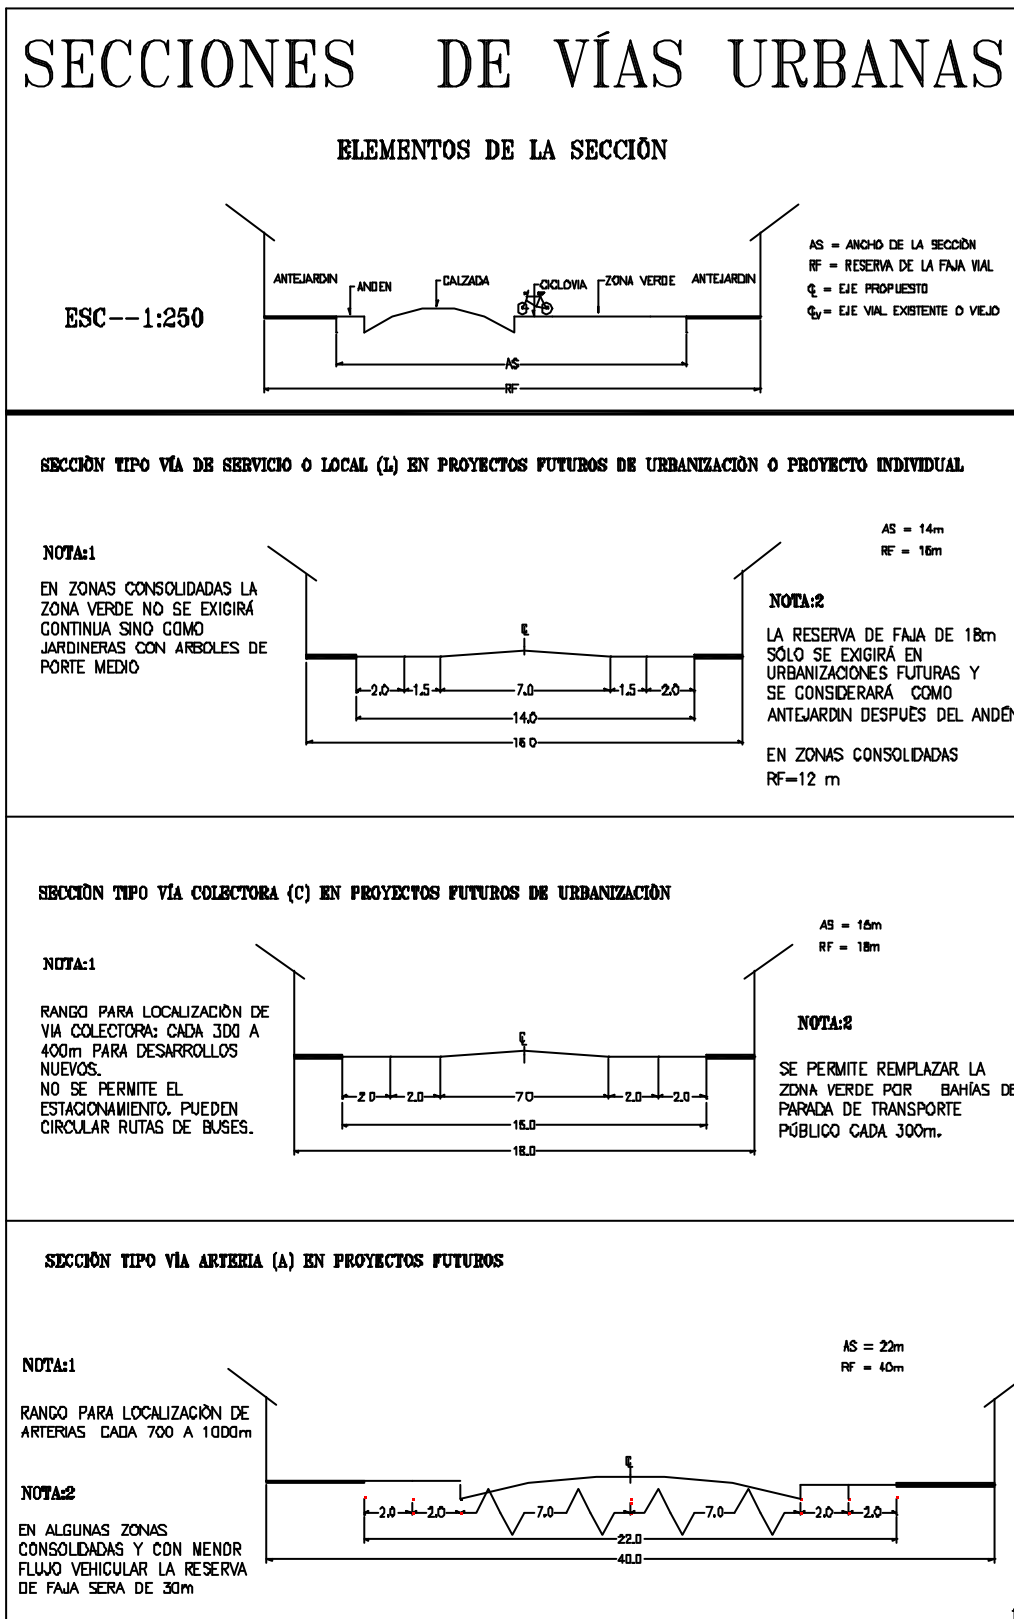 SECCIONES DE VÍAS URBANAS
ELEMENTOS DE LA SECCIÓN
ANTEJARDIN
ANDEN
CALZADA
CICLOVIA
ZONA VERDE
ANTEJARDIN
AS
RF
ESC--1:250
AS = ANCHO DE LA SECCIÓN
RF = RESERVA DE LA FAJA VIAL
℄ = EJE PROPUESTO
℄v = EJE VIAL EXISTENTE O VIEJO
SECCIÓN TIPO VÍA DE SERVICIO O LOCAL (L) EN PROYECTOS FUTUROS DE URBANIZACIÓN O PROYECTO INDIVIDUAL
AS = 14m
RF = 16m
NOTA:1
EN ZONAS CONSOLIDADAS LA
ZONA VERDE NO SE EXIGIRÁ
CONTINUA SINO COMO
JARDINERAS CON ARBOLES DE
PORTE MEDIO
℄
2.0 1.5 7.0 1.5 2.0
14.0
16 0
NOTA:2
LA RESERVA DE FAJA DE 18m
SÓLO SE EXIGIRÁ EN
URBANIZACIONES FUTURAS Y
SE CONSIDERARÁ COMO
ANTEJARDIN DESPUÉS DEL ANDÉN
EN ZONAS CONSOLIDADAS
RF=12 m
SECCIÓN TIPO VÍA COLECTORA (C) EN PROYECTOS FUTUROS DE URBANIZACIÓN
AS = 16m
RF = 18m
NOTA:1
RANGO PARA LOCALIZACIÓN DE
VIA COLECTORA: CADA 300 A
400m PARA DESARROLLOS
NUEVOS.
NO SE PERMITE EL
ESTACIONAMIENTO. PUEDEN
CIRCULAR RUTAS DE BUSES.
℄
2 0 2.0 7 0 2.0 2.0
15.0
18.0
NOTA:2
SE PERMITE REMPLAZAR LA
ZONA VERDE POR BAHÍAS DE
PARADA DE TRANSPORTE
PÚBLICO CADA 300m.
SECCIÓN TIPO VÍA ARTERIA (A) EN PROYECTOS FUTUROS
AS = 22m
RF = 40m
NOTA:1
RANGO PARA LOCALIZACIÓN DE
ARTERIAS CADA 700 A 1000m
NOTA:2
EN ALGUNAS ZONAS
CONSOLIDADAS Y CON MENOR
FLUJO VEHICULAR LA RESERVA
DE FAJA SERA DE 30m
℄
2.0 2.0 7.0 7.0 2.0 2.0
22.0
40.0